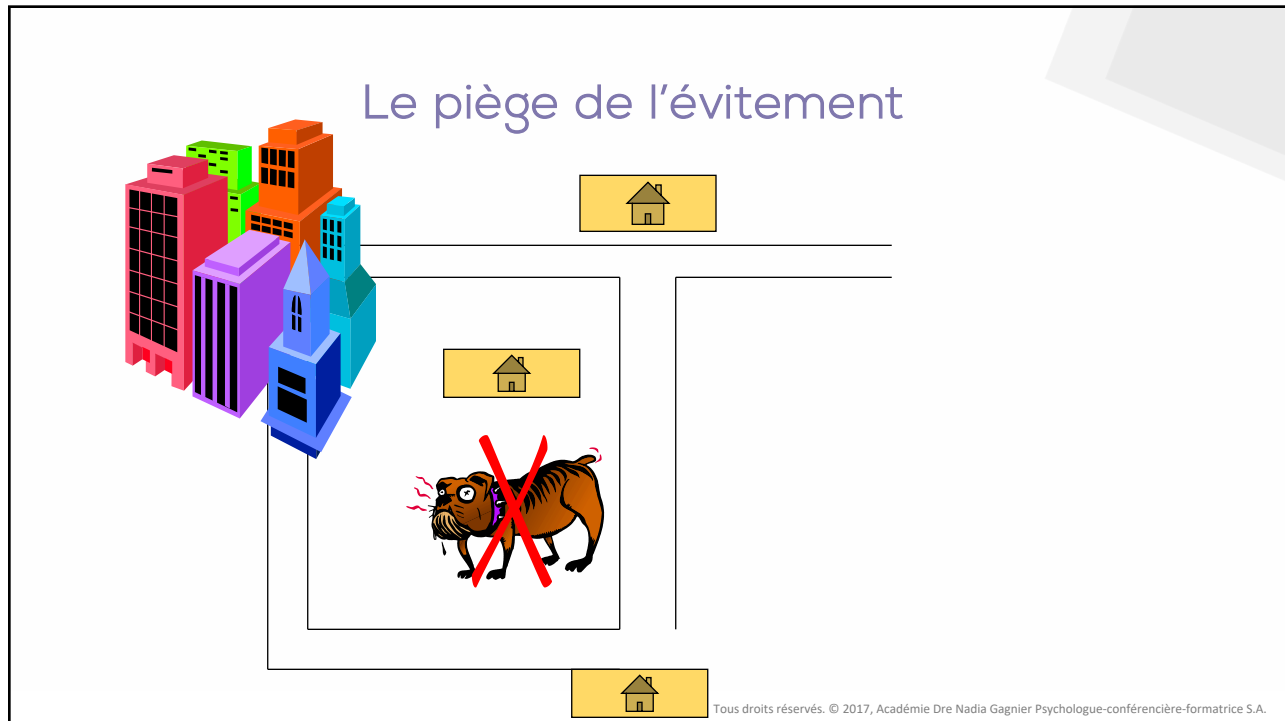 Le piège de l'évitement
Tous droits réservés. © 2017, Académie Dre Nadia Gagnier Psychologue-conférencière-formatrice S.A.